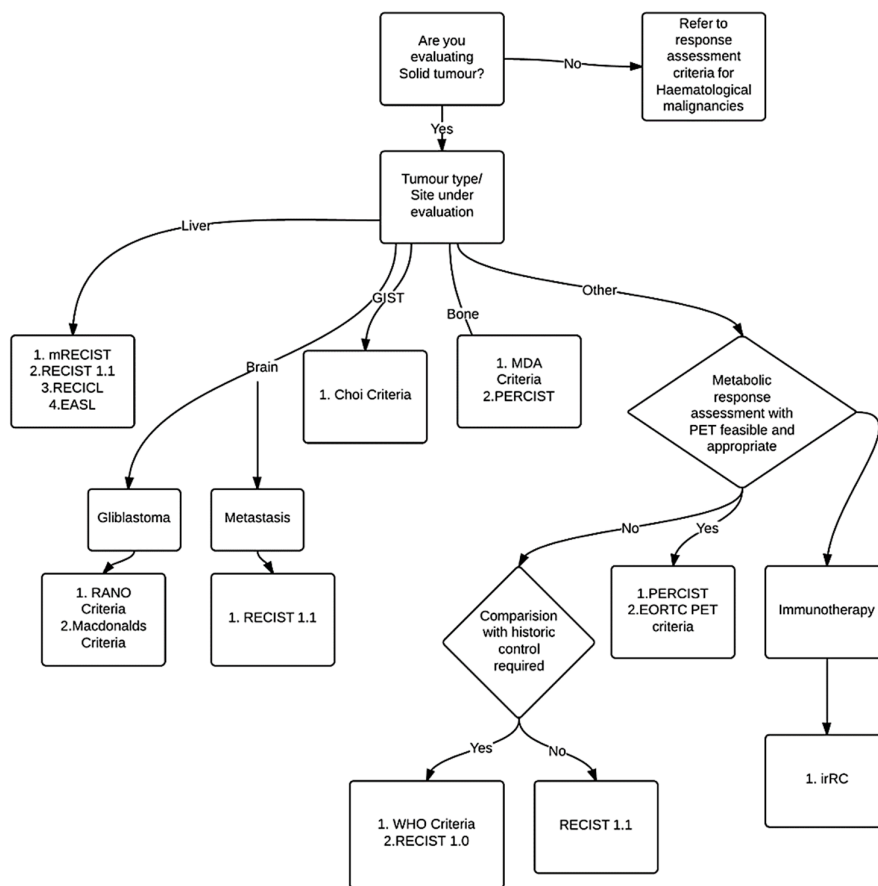 Are you
evaluating
Solid tumour?
No
Refer to
response
assessment
criteria for
Haematological
malignancies
Yes
Tumour type/
Site under
evaluation
Liver
GIST
Bone
Other
Brain
1. mRECIST
2.RECIST 1.1
3.RECICL
4.EASL
1. Choi Criteria
1. MDA
Criteria
2.PERCIST
Metabolic
response
assessment with
PET feasible and
appropriate
Gliblastoma
Metastasis
No
Yes
1. RANO
Criteria
2.Macdonalds
Criteria
1. RECIST 1.1
Comparision
with historic
control
required
1.PERCIST
2.EORTC PET
criteria
Immunotherapy
Yes
No
1. WHO Criteria
2.RECIST 1.0
RECIST 1.1
1. irRC